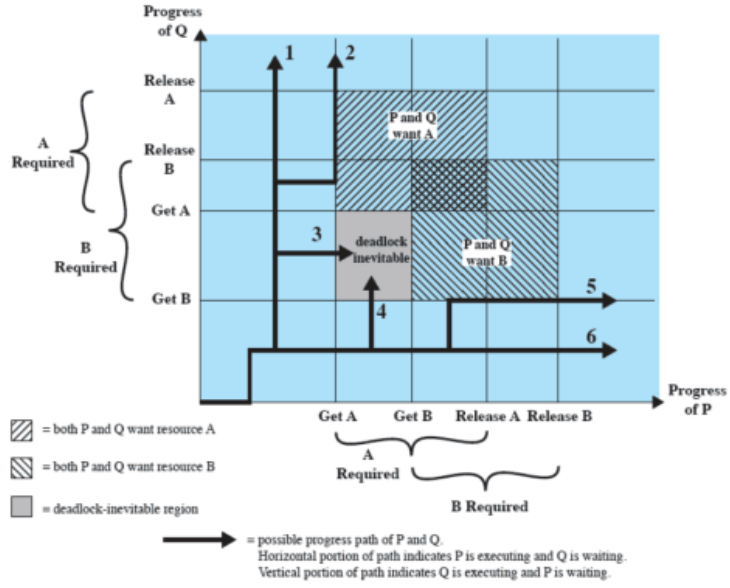 Progress
of Q
1
2
Release
A
P and Q
want A
A
Required
Release
B
Get A
3
deadlock
inevitable
P and Q
want B
B
Required
Get B
4
5
6
Progress
of P
Get A
Get B
Release A
Release B
A
Required
B Required
= both P and Q want resource A
= both P and Q want resource B
= deadlock-inevitable region
= possible progress path of P and Q.
Horizontal portion of path indicates P is executing and Q is waiting.
Vertical portion of path indicates Q is executing and P is waiting.